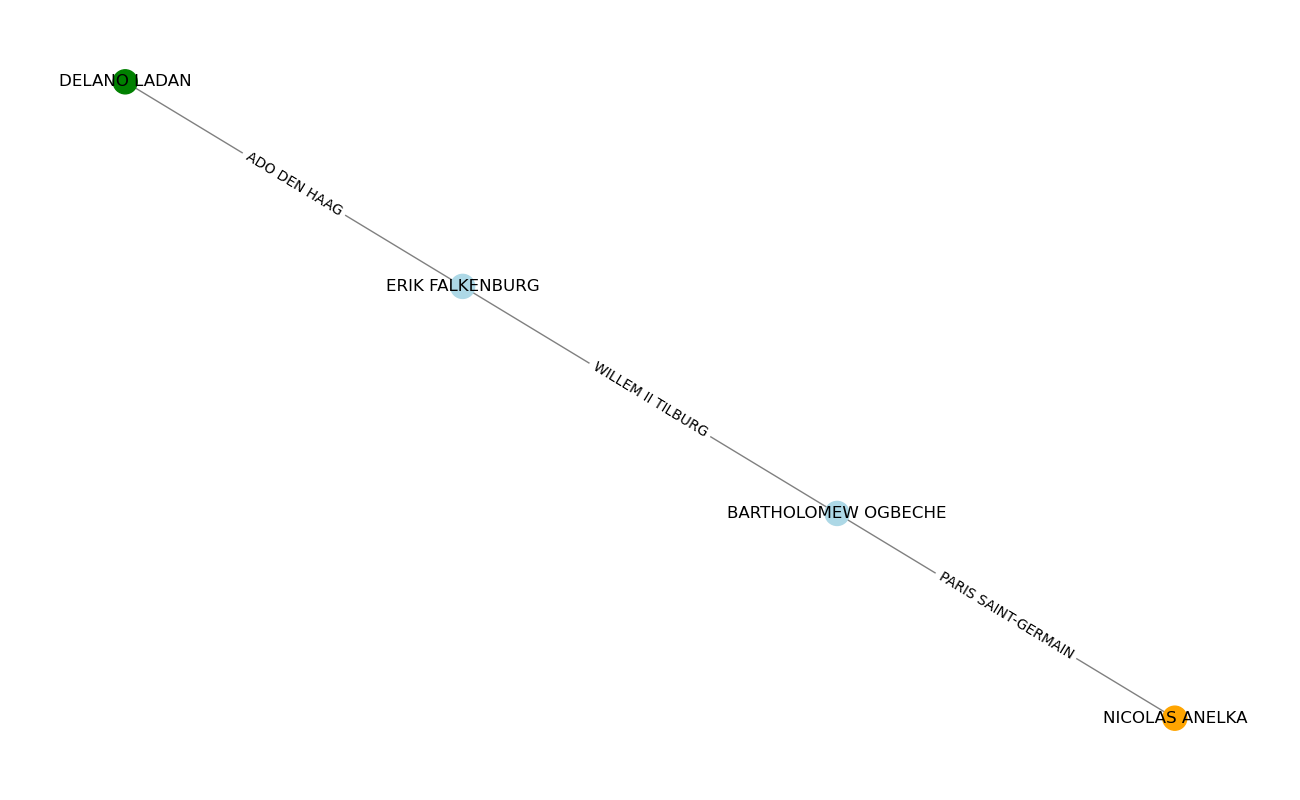 DELANO LADAN
ADO DEN HAAG
ERIK FALKENBURG
WILLEM II TILBURG
BARTHOLOMEW OGBECHE
PARIS SAINT-GERMAIN
NICOLAS ANELKA